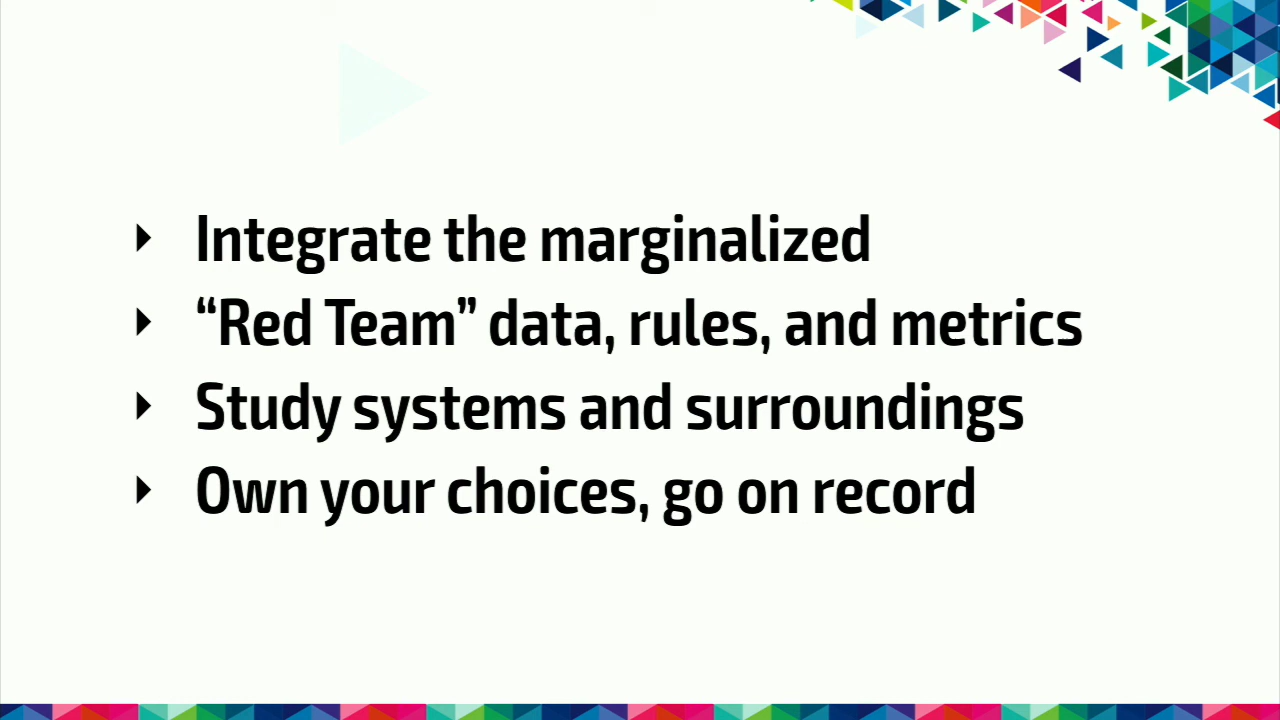 Integrate the marginalized
“Red Team” data, rules, and metrics
Study systems and surroundings
Own your choices, go on record